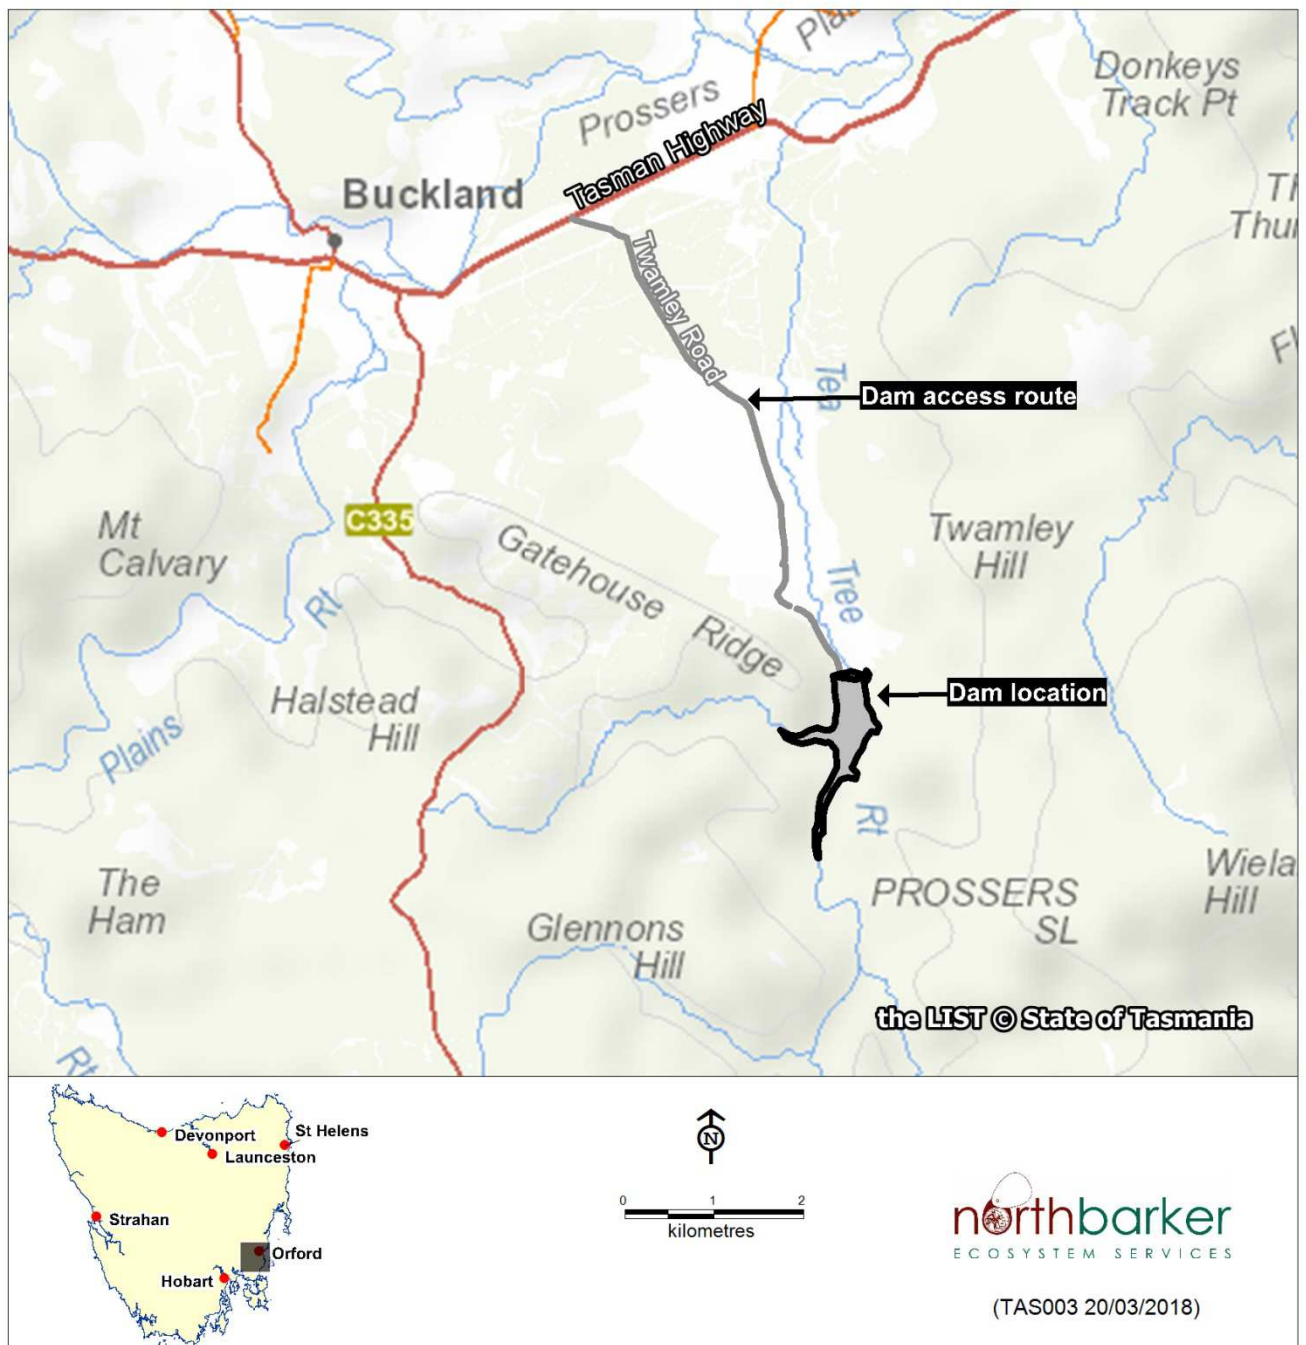 Donkeys
Track Pt
Prossers
Tasman Highway
Buckland
Twamley Road
Tea
Dam access route
C335
Mt
Calvary
Gatehouse
Ridge
Twamley
Hill
Tree
Rt
Halstead
Hill
Dam location
Plains
Rt
The
Ham
Glennons
Hill
PROSSERS
SL
Hill
Rt
the LIST © State of Tasmania
Devonport
St Helens
Launceston
Strahan
Orford
Hobart
N
0 1 2
kilometres
northbarker
ECOSYSTEM SERVICES
(TAS003 20/03/2018)